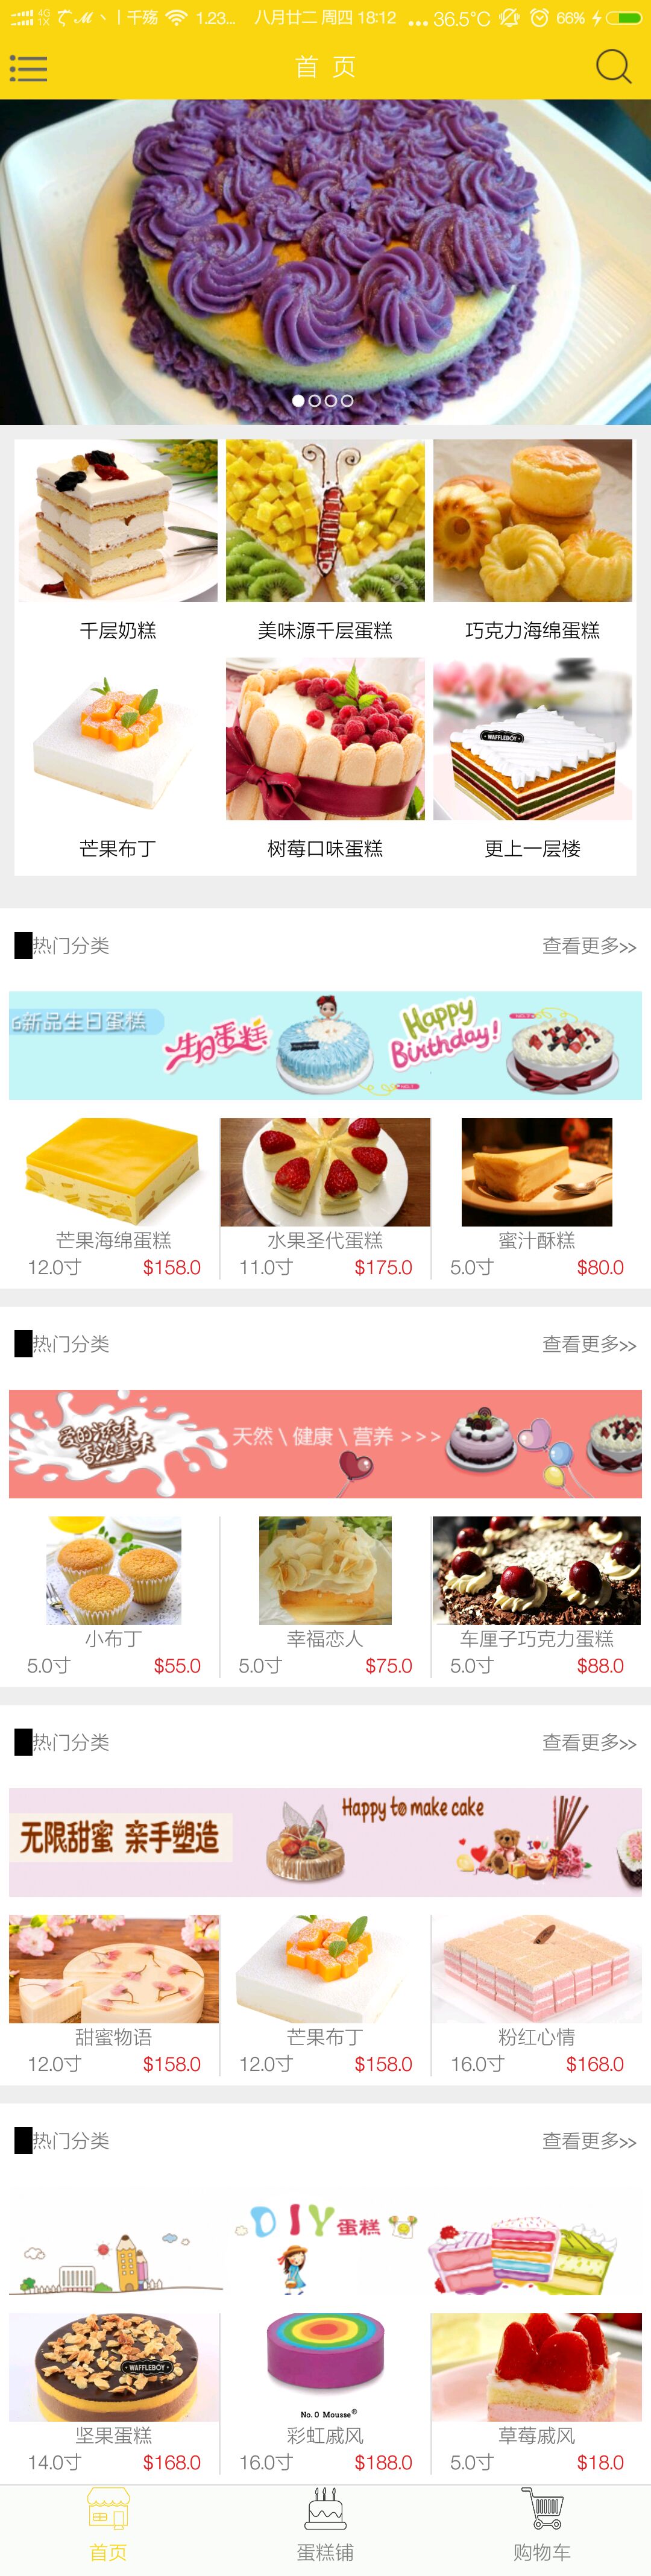 4G
1X
千殇
1.23...
八月廿二 周四 18:12
36.5℃
66%
首 页
千层奶糕
美味源千层蛋糕
巧克力海绵蛋糕
WAFFLEBOY
芒果布丁
树莓口味蛋糕
更上一层楼
热门分类
查看更多>>
新品生日蛋糕
生日蛋糕
Happy
Birthday!
芒果海绵蛋糕
水果圣代蛋糕
蜜汁酥糕
12.0寸
$158.0
11.0寸
$175.0
5.0寸
$80.0
热门分类
查看更多>>
天然 \ 健康 \ 营养 >>>
小布丁
幸福恋人
车厘子巧克力蛋糕
5.0寸
$55.0
5.0寸
$75.0
5.0寸
$88.0
热门分类
查看更多>>
Happy to make cake
无限甜蜜 亲手塑造
I U
甜蜜物语
芒果布丁
粉红心情
12.0寸
$158.0
12.0寸
$158.0
16.0寸
$168.0
热门分类
查看更多>>
DIY蛋糕
WAFFLEBOY
No. 0 Mousse®
坚果蛋糕
彩虹戚风
草莓戚风
14.0寸
$168.0
16.0寸
$188.0
5.0寸
$18.0
首页
蛋糕铺
购物车